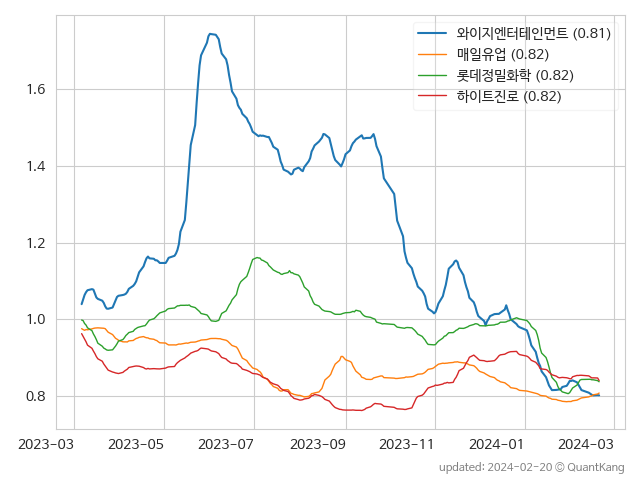 와이지엔터테인먼트 (0.81)
매일유업 (0.82)
롯데정밀화학 (0.82)
하이트진로 (0.82)
1.6
1.4
1.2
1.0
0.8
2023-03 2023-05 2023-07 2023-09 2023-11 2024-01 2024-03
updated: 2024-02-20 © QuantKang